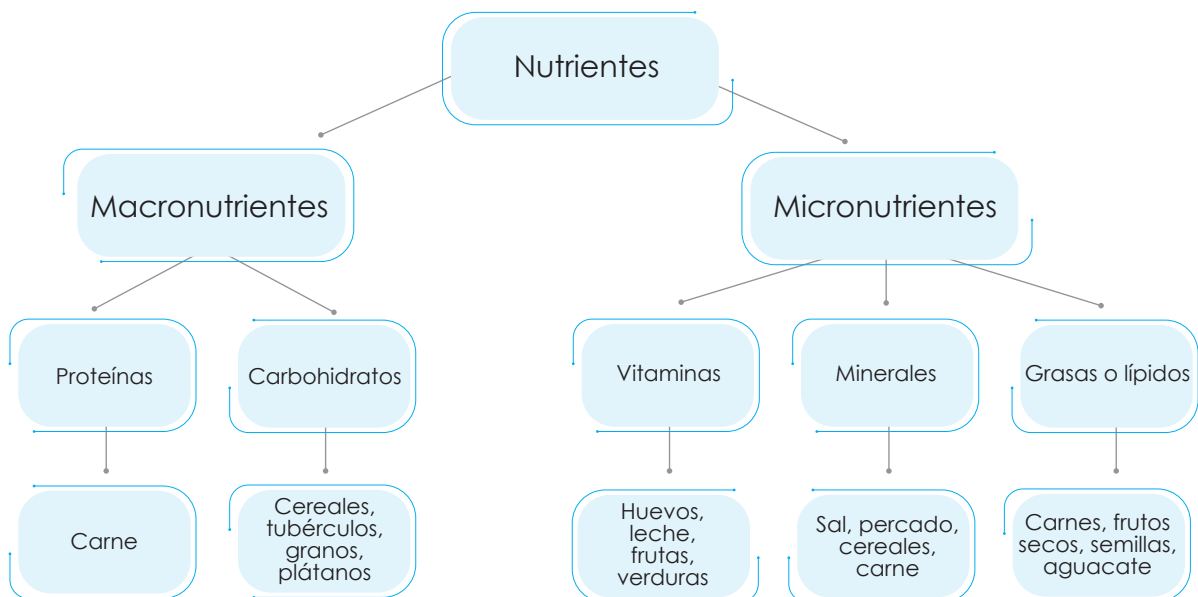 Nutrientes
Macronutrientes
Micronutrientes
Proteínas
Carbohidratos
Vitaminas
Minerales
Grasas o lípidos
Carne
Cereales,
tubérculos,
granos,
plátanos
Huevos,
leche,
frutas,
verduras
Sal, percado,
cereales,
carne
Carnes, frutos
secos, semillas,
aguacate